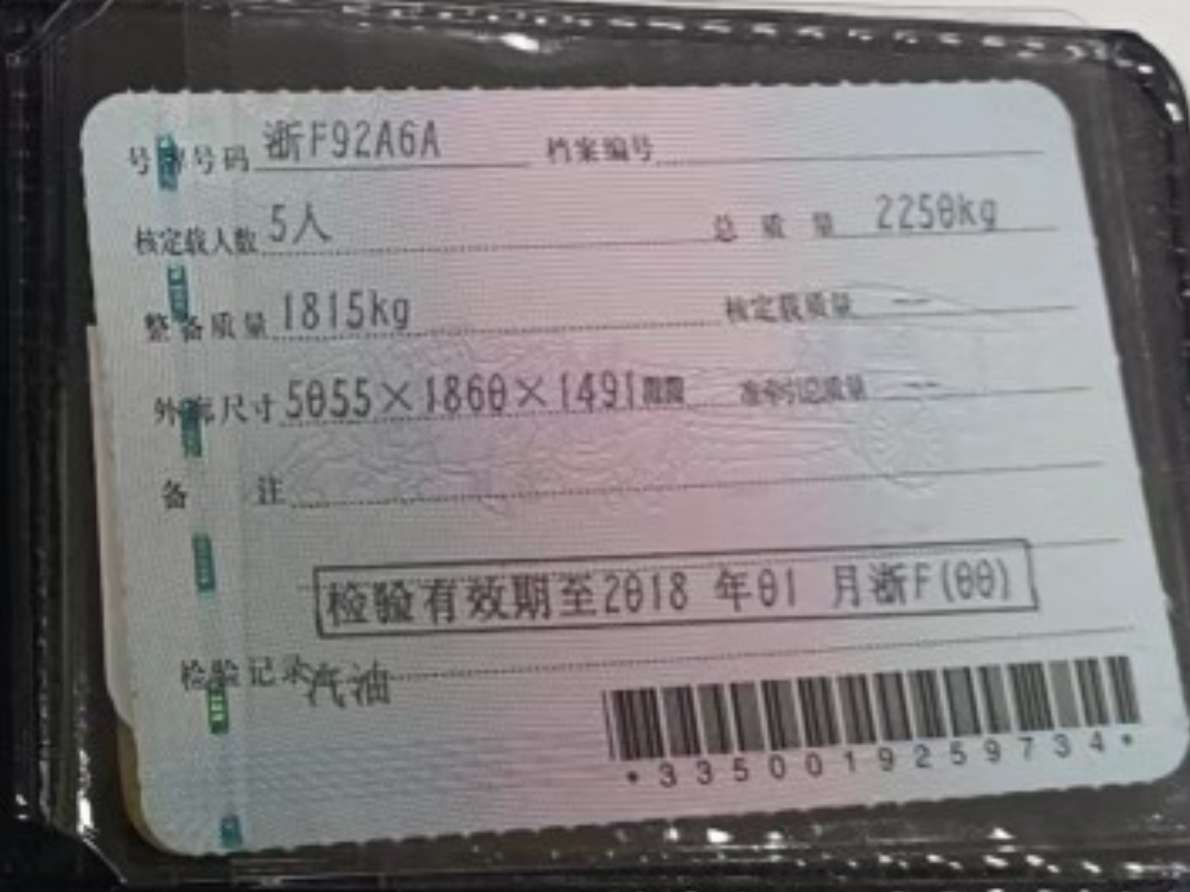 号牌号码 浙F92A6A 档案编号
核定载人数 5人 总质量 2250kg
整备质量 1815kg 核定载质量 --
外廓尺寸 5055×1860×1491mm 准牵引总质量 --
备注
检验有效期至2018 年01 月浙F(00)
检验记录 汽油
*3350019259734*